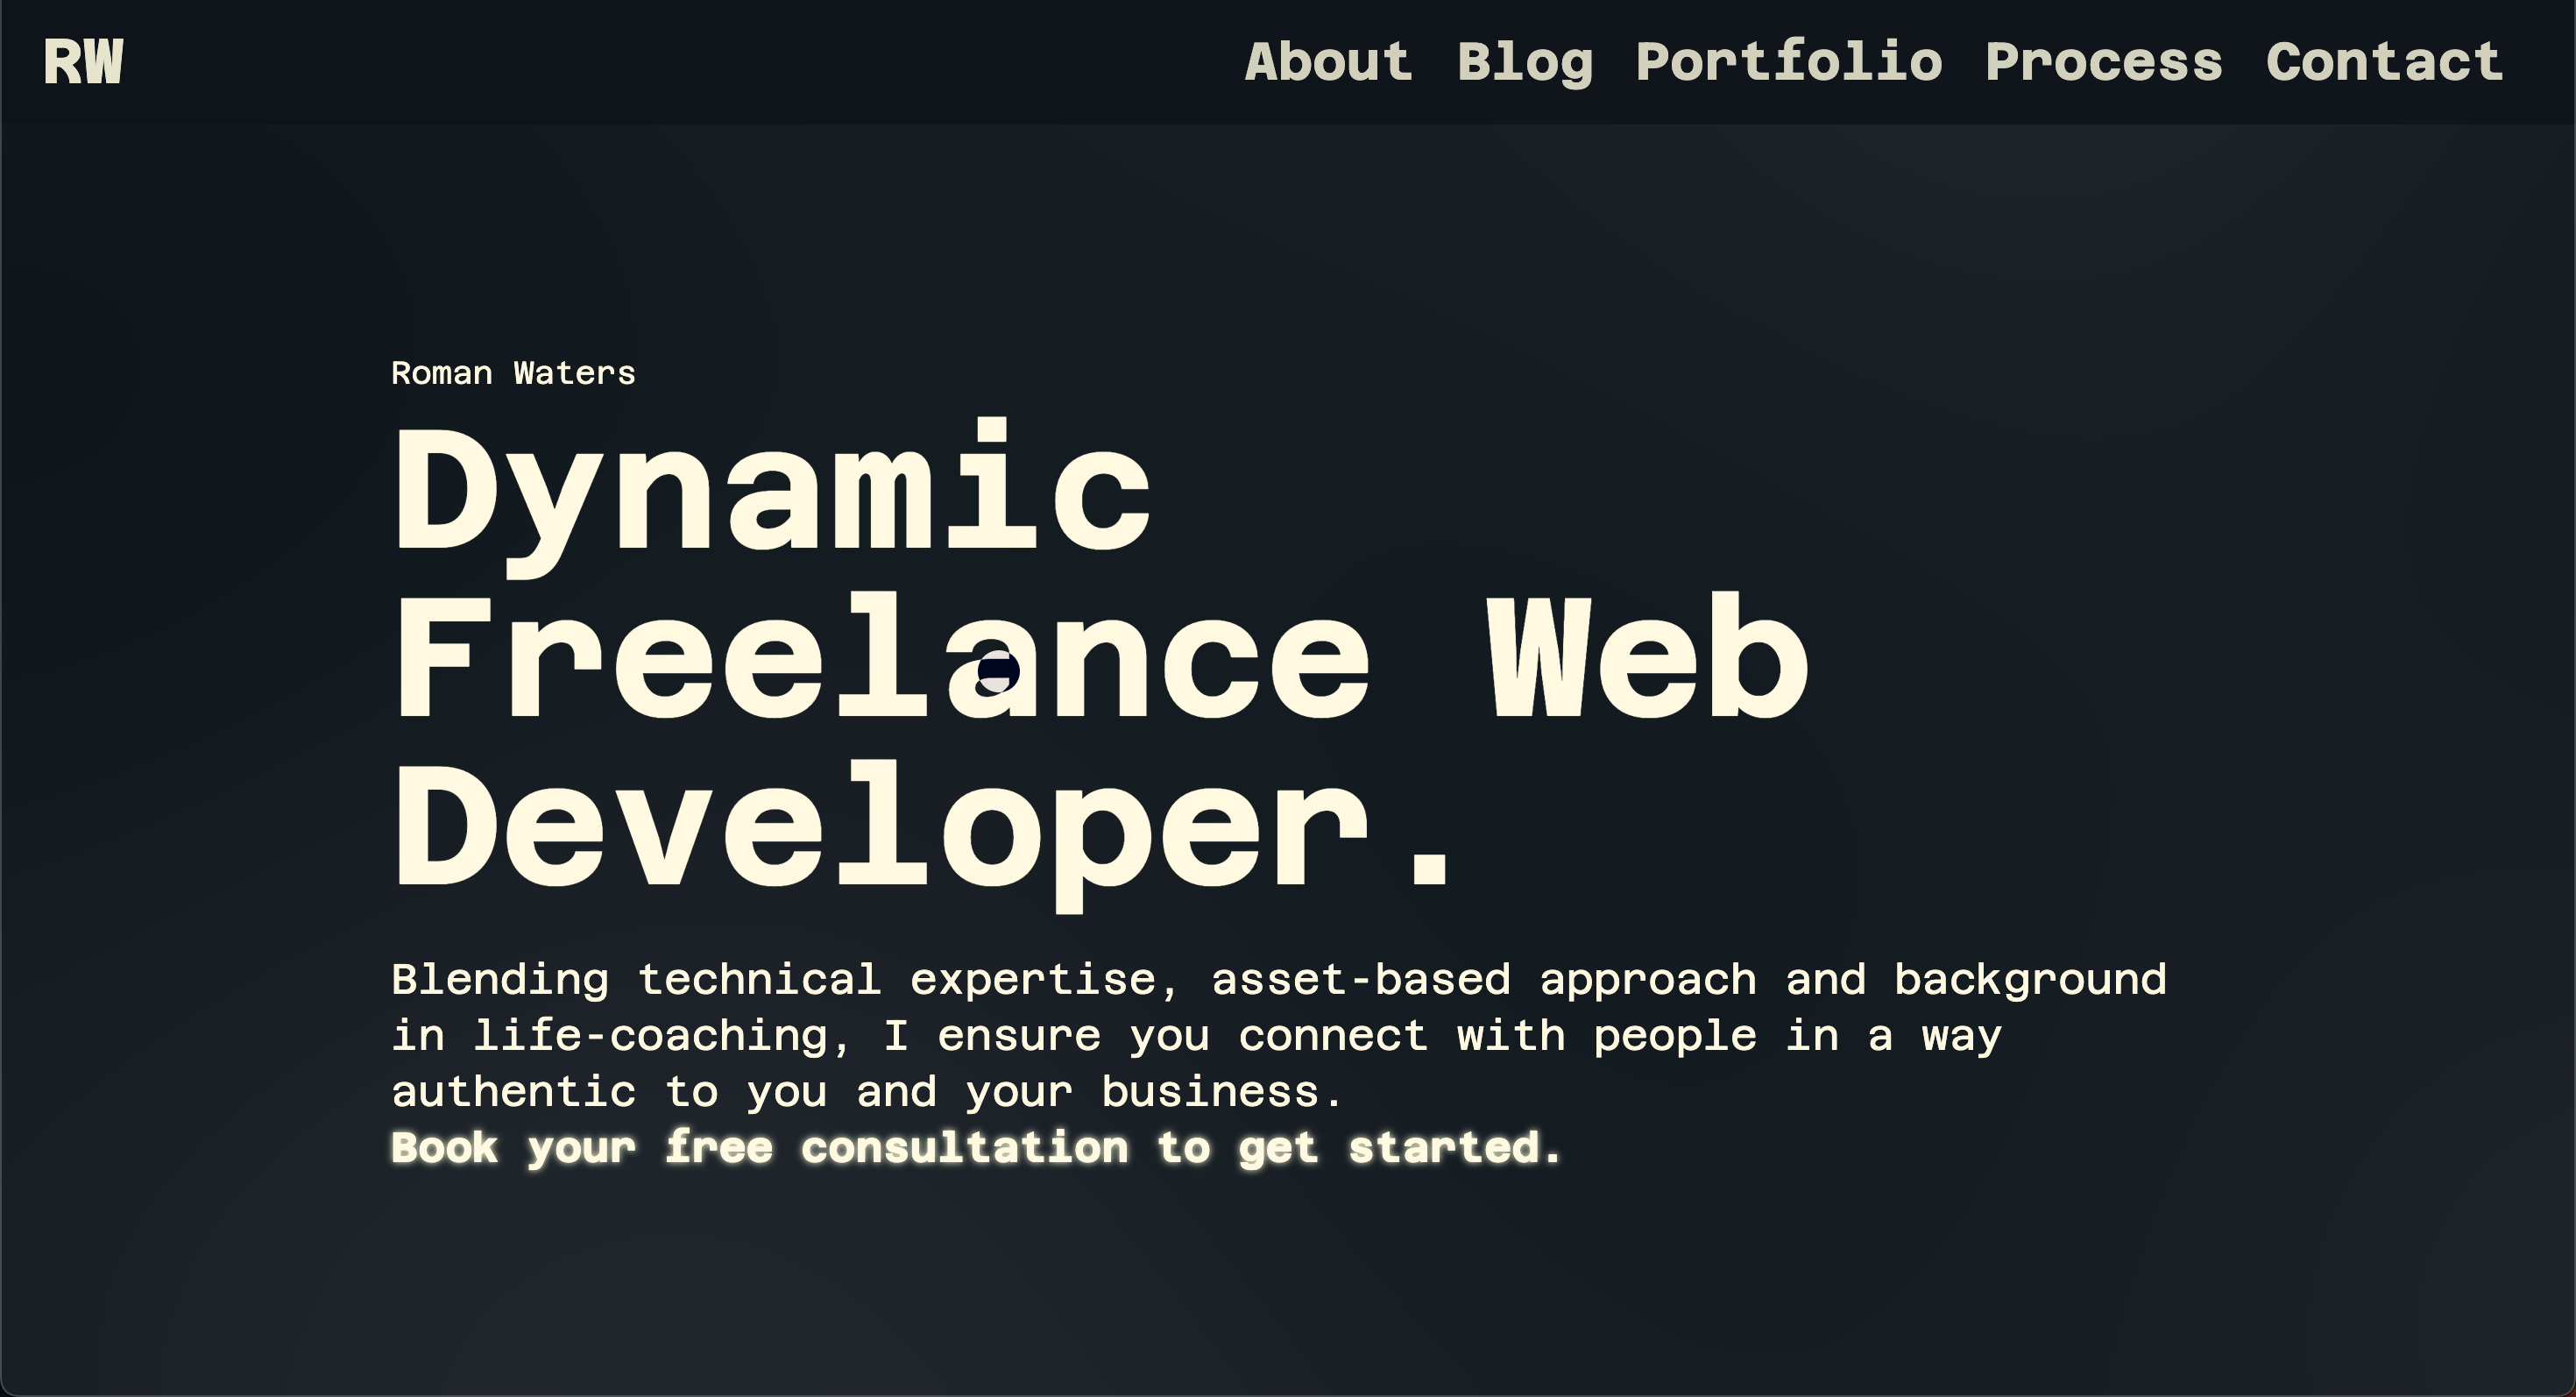 RW
About Blog Portfolio Process Contact
Roman Waters
Dynamic
Freelance Web
Developer.
Blending technical expertise, asset-based approach and background
in life-coaching, I ensure you connect with people in a way
authentic to you and your business.
Book your free consultation to get started.